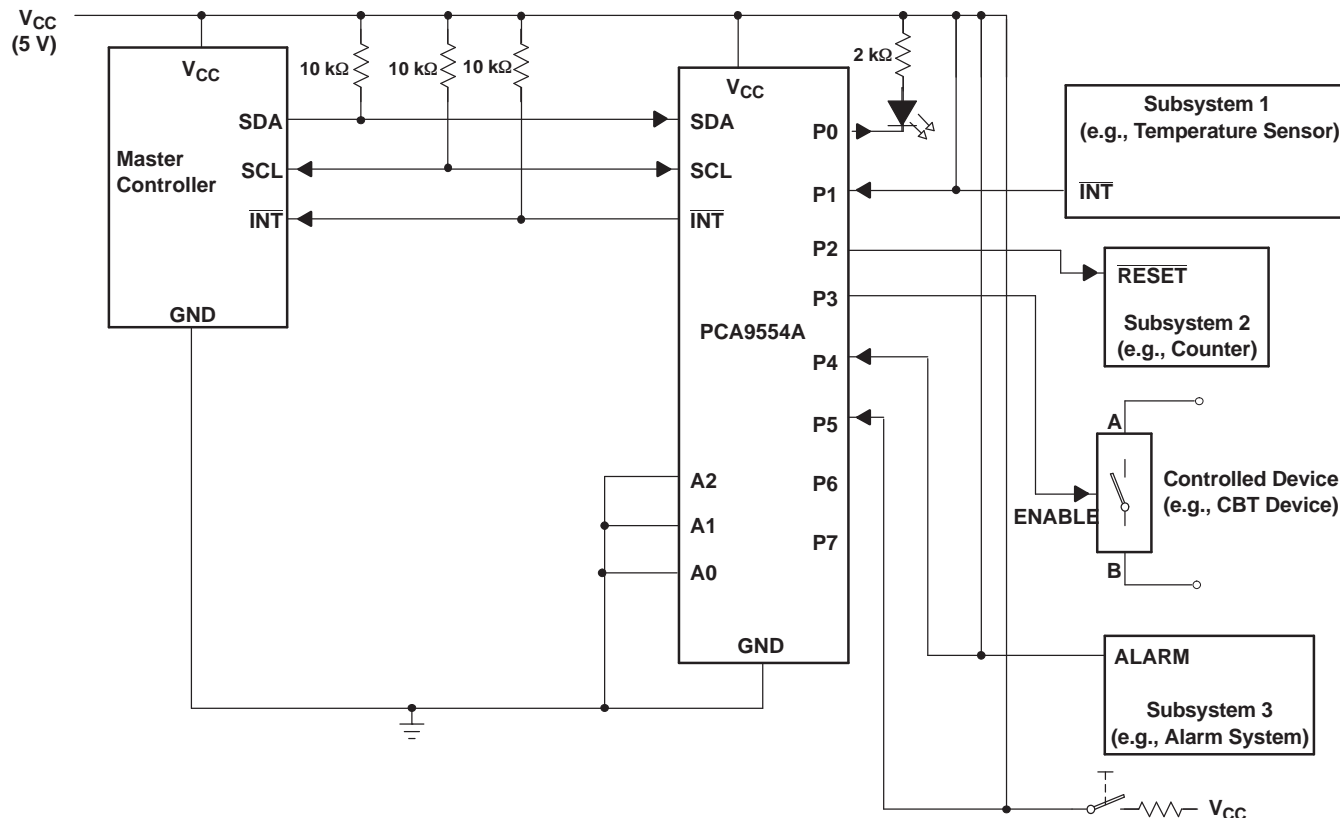 VCC
(5 V)
VCC
SDA
Master
Controller
SCL
INT
GND
10 kΩ
10 kΩ
10 kΩ
VCC
SDA
SCL
INT
PCA9554A
A2
A1
A0
GND
P0
P1
P2
P3
P4
P5
P6
P7
2 kΩ
Subsystem 1
(e.g., Temperature Sensor)
INT
RESET
Subsystem 2
(e.g., Counter)
A
Controlled Device
(e.g., CBT Device)
ENABLE
B
ALARM
Subsystem 3
(e.g., Alarm System)
VCC